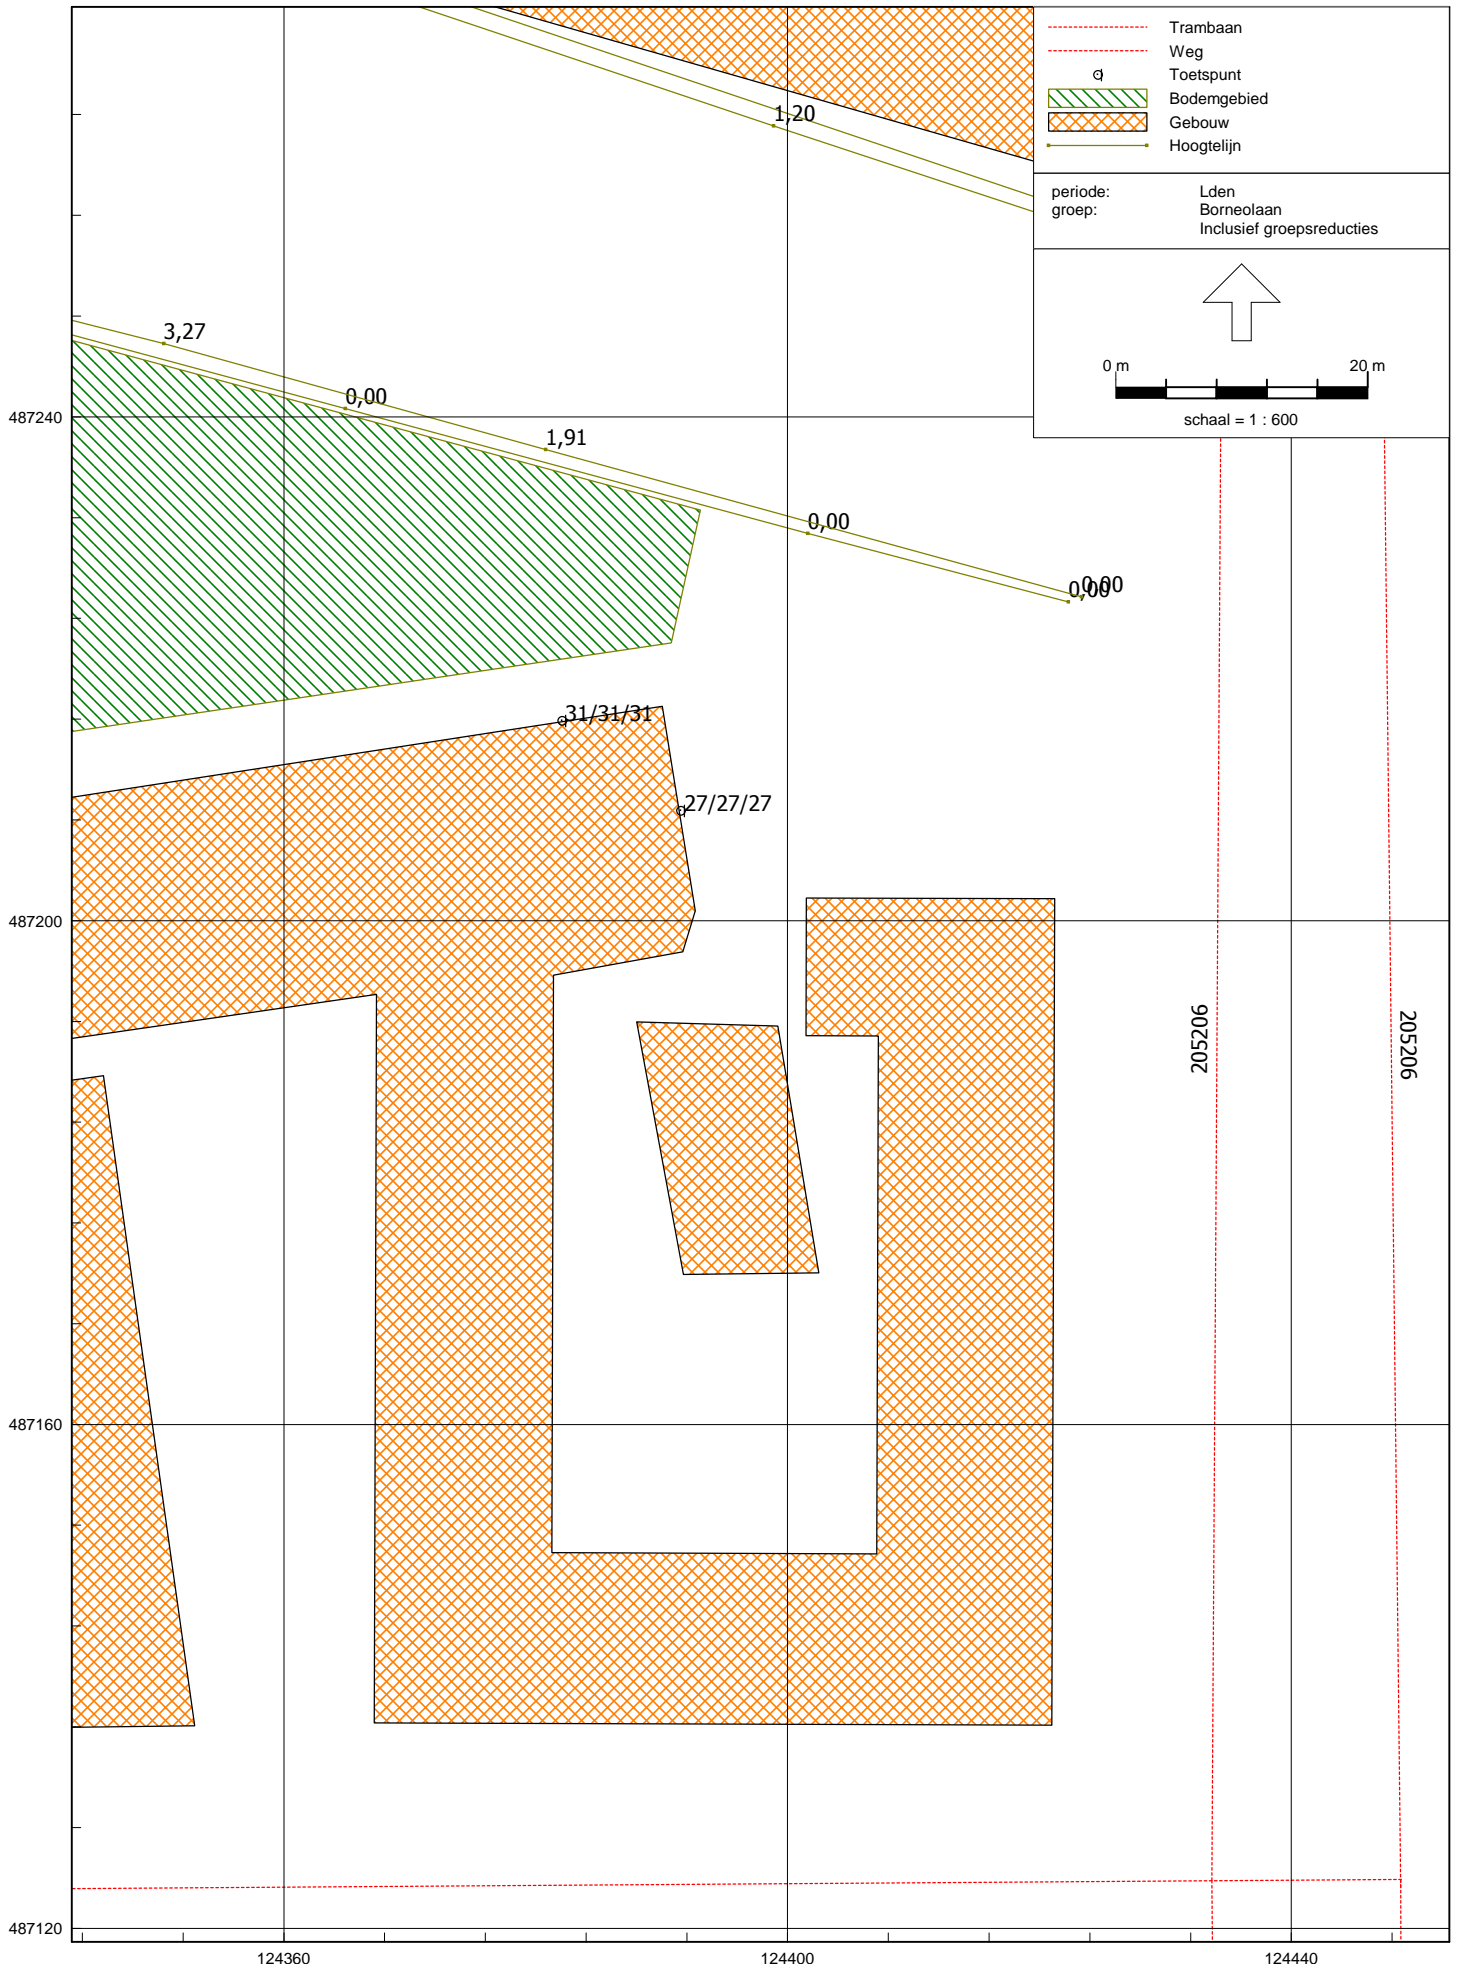 Trambaan
Weg
Toetspunt
Bodemgebied
Gebouw
Hoogtelijn
periode: Lden
groep: Borneolaan
Inclusief groepsreducties
0 m 20 m
schaal = 1 : 600
1,20
3,27
0,00
1,91
0,00
0,00
0,00
31/31/31
27/27/27
205206
205206
487240
487200
487160
487120
124360 124400 124440